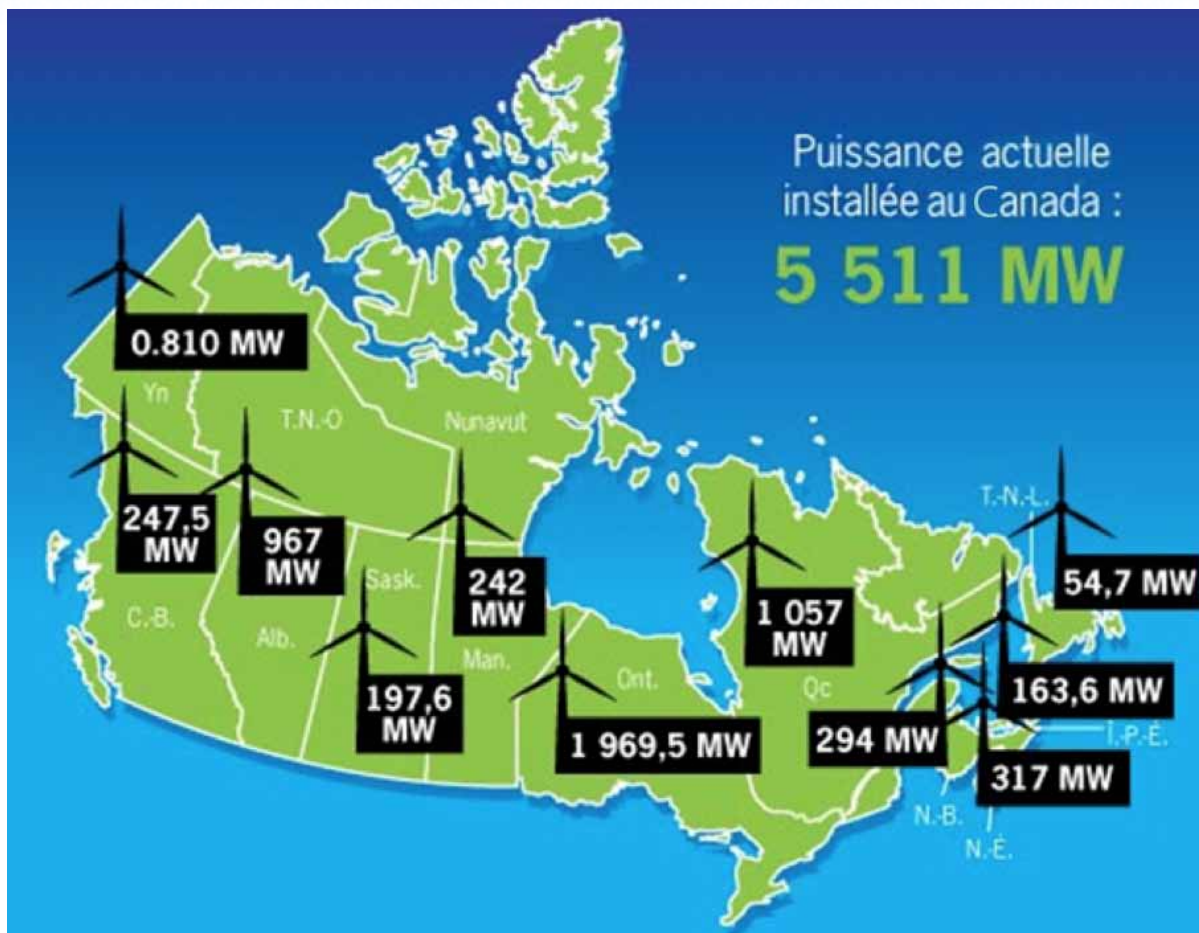 Puissance actuelle
installée au Canada :
5 511 MW
0.810 MW
Yn
T.N.-O
Nunavut
247,5
MW
967
MW
242
MW
1 057
MW
T.-N.-L.
54,7 MW
C.-B.
Alb.
Sask.
Man.
Ont.
Qc
197,6
MW
1 969,5 MW
294 MW
163,6 MW
Î.-P.-É.
317 MW
N.-B.
N.-É.